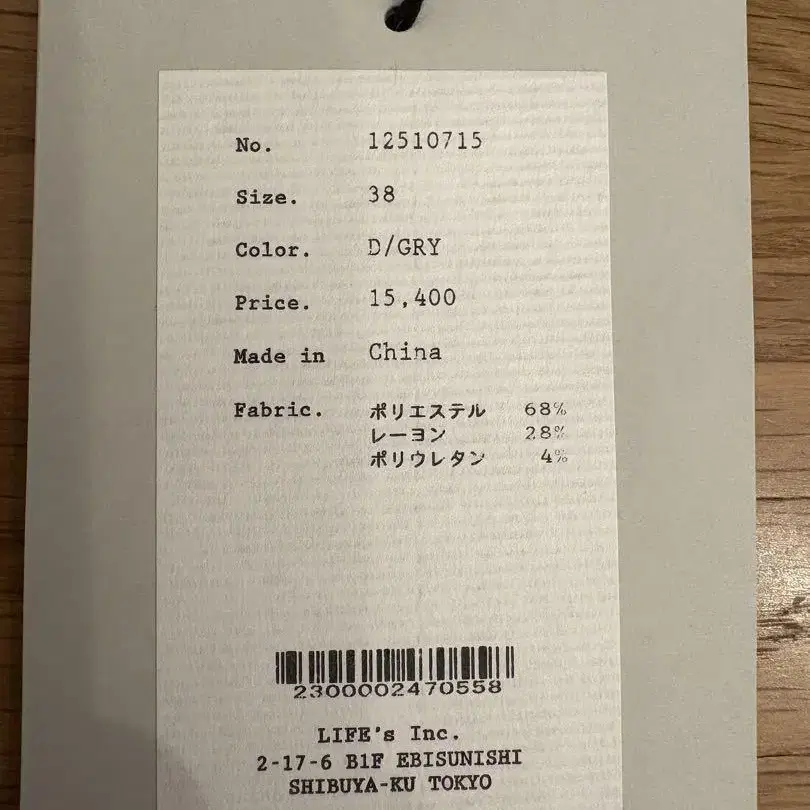 No. 12510715
Size. 38
Color. D/GRY
Price. 15,400
Made in China
Fabric. ポリエステル 68%
レーヨン 28%
ポリウレタン 4%
2300002470558
LIFE's Inc.
2-17-6 B1F EBISUNISHI
SHIBUYA-KU TOKYO